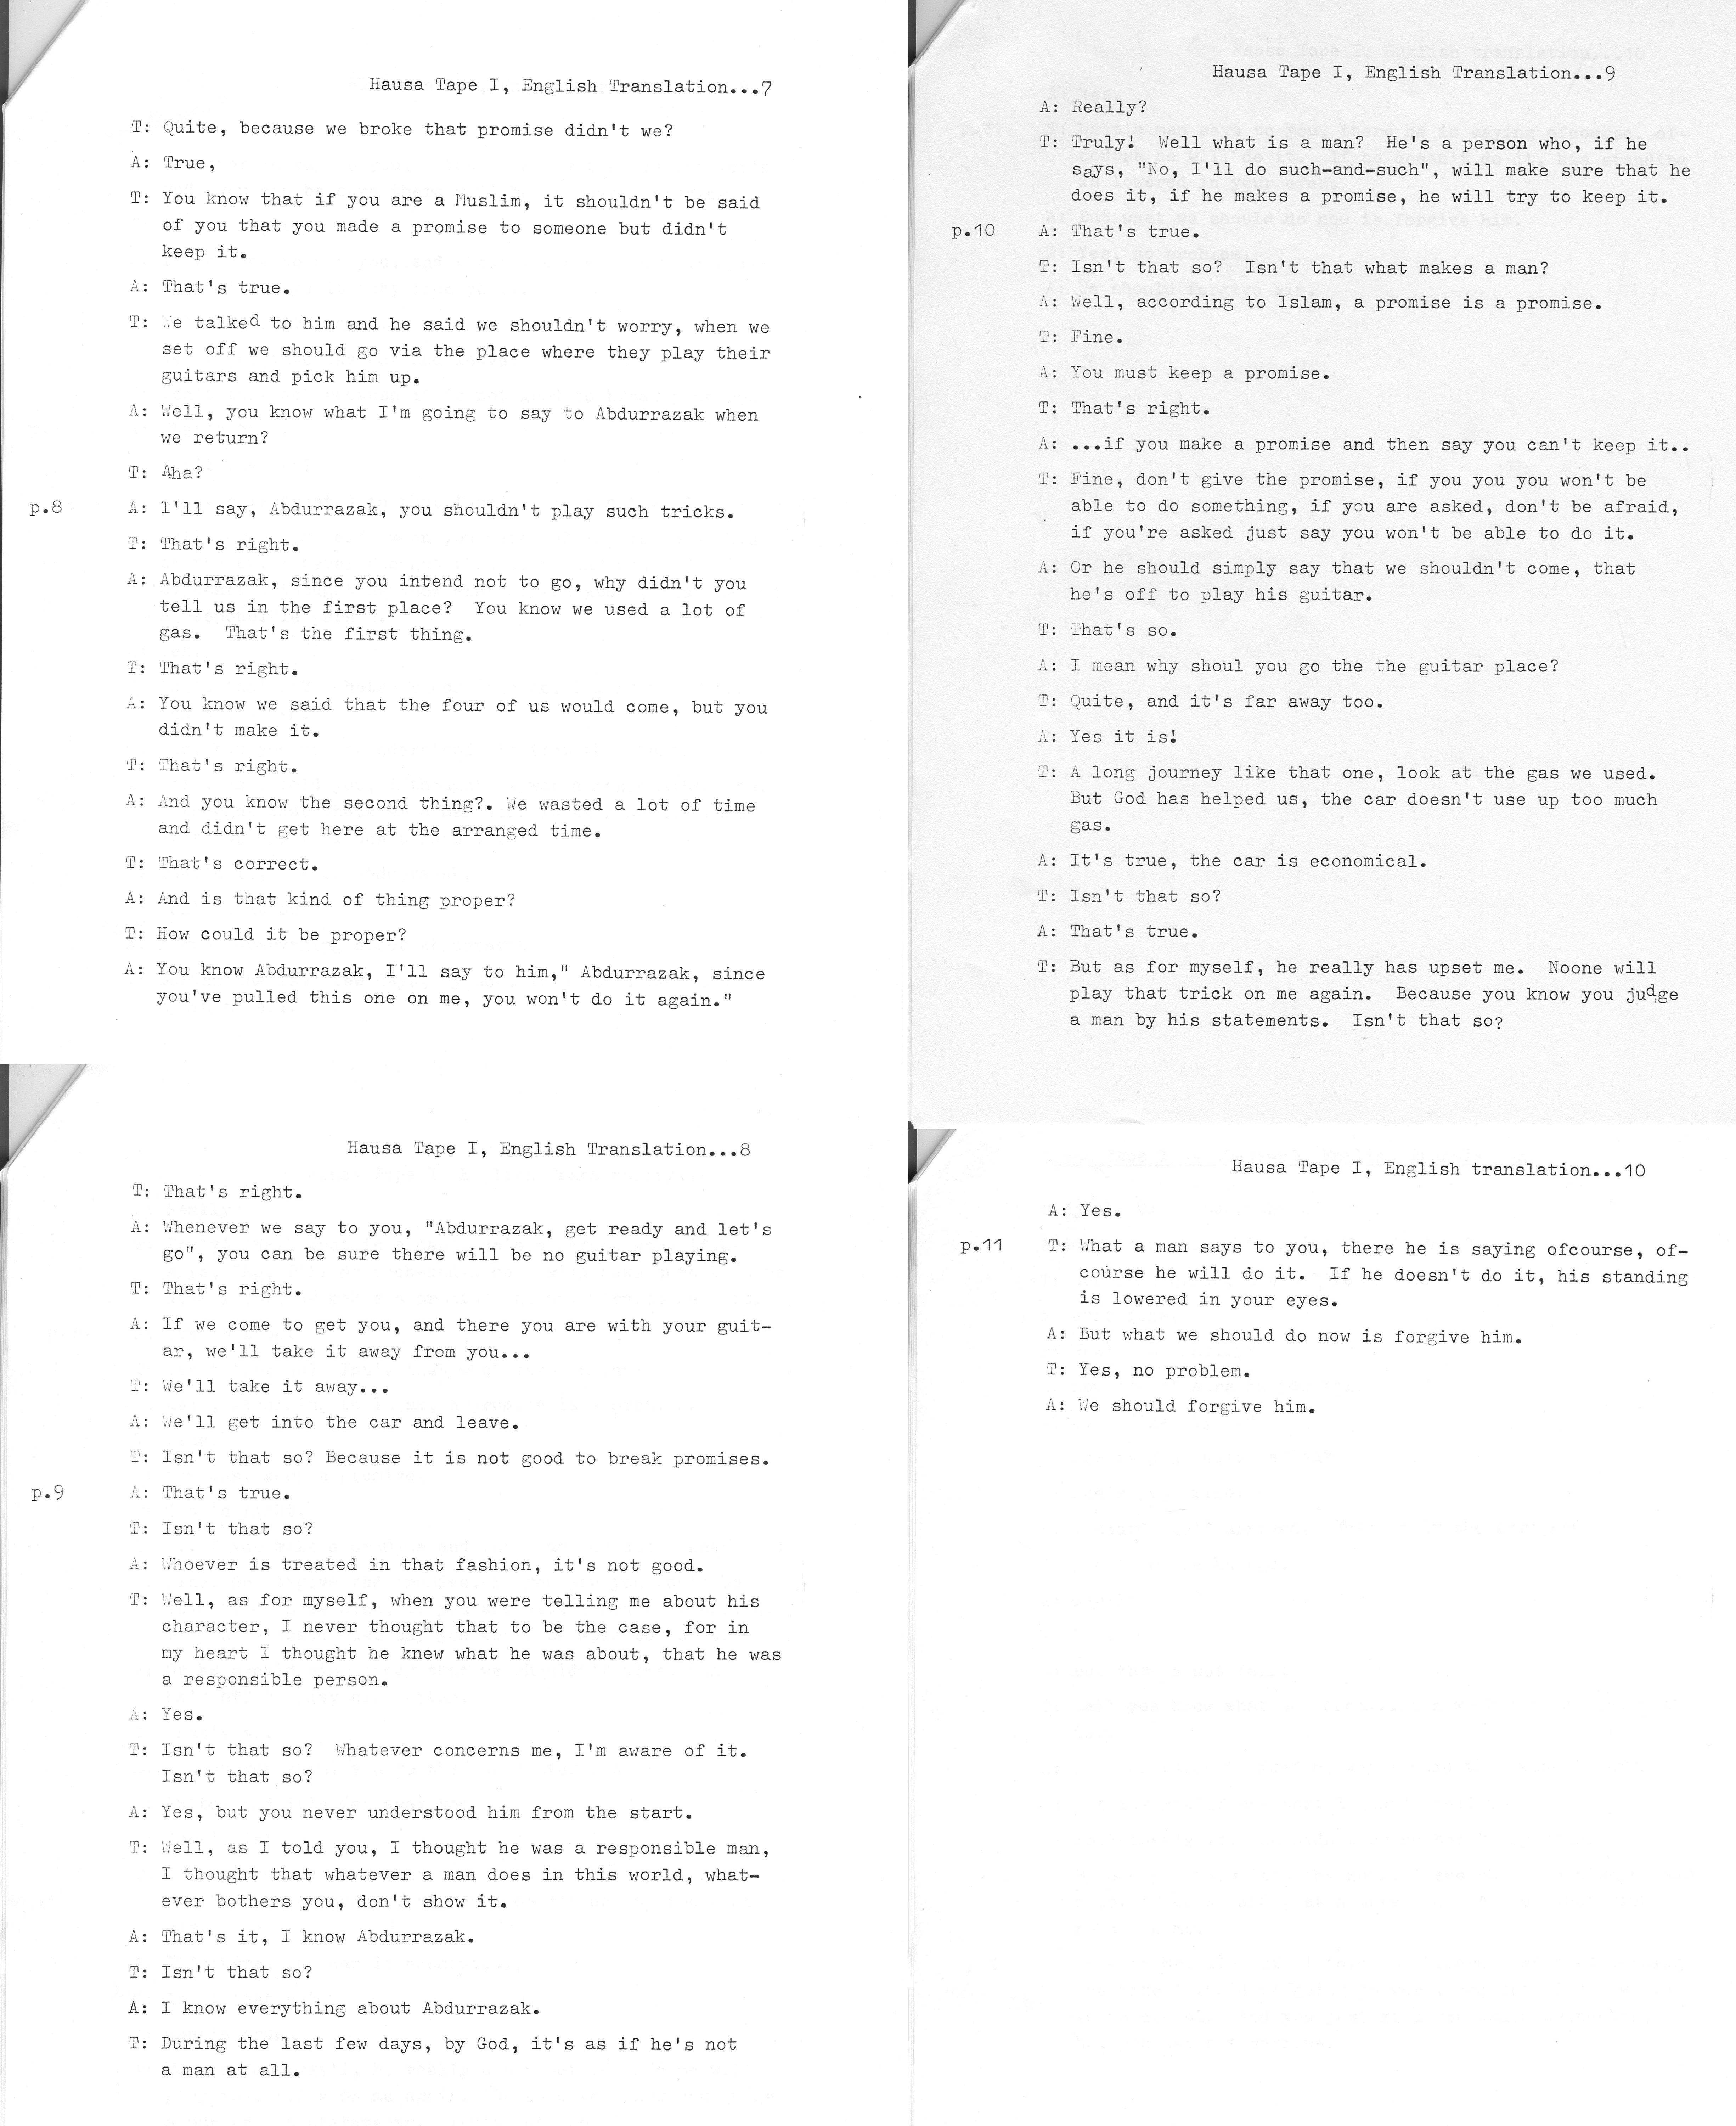 Hausa Tape I, English Translation...7
T: Quite, because we broke that promise didn't we?
A: True,
T: You know that if you are a Muslim, it shouldn't be said
of you that you made a promise to someone but didn't
keep it.
A: That's true.
T: We talked to him and he said we shouldn't worry, when we
set off we should go via the place where they play their
guitars and pick him up.
A: Well, you know what I'm going to say to Abdurrazak when
we return?
T: Aha?
p.8 A: I'll say, Abdurrazak, you shouldn't play such tricks.
T: That's right.
A: Abdurrazak, since you intend not to go, why didn't you
tell us in the first place? You know we used a lot of
gas. That's the first thing.
T: That's right.
A: You know we said that the four of us would come, but you
didn't make it.
T: That's right.
A: And you know the second thing?. We wasted a lot of time
and didn't get here at the arranged time.
T: That's correct.
A: And is that kind of thing proper?
T: How could it be proper?
A: You know Abdurrazak, I'll say to him," Abdurrazak, since
you've pulled this one on me, you won't do it again."
Hausa Tape I, English Translation...8
T: That's right.
A: Whenever we say to you, "Abdurrazak, get ready and let's
go", you can be sure there will be no guitar playing.
T: That's right.
A: If we come to get you, and there you are with your guit-
ar, we'll take it away from you...
T: We'll take it away...
A: We'll get into the car and leave.
T: Isn't that so? Because it is not good to break promises.
p.9 A: That's true.
T: Isn't that so?
A: Whoever is treated in that fashion, it's not good.
T: Well, as for myself, when you were telling me about his
character, I never thought that to be the case, for in
my heart I thought he knew what he was about, that he was
a responsible person.
A: Yes.
T: Isn't that so? Whatever concerns me, I'm aware of it.
Isn't that so?
A: Yes, but you never understood him from the start.
T: Well, as I told you, I thought he was a responsible man,
I thought that whatever a man does in this world, what-
ever bothers you, don't show it.
A: That's it, I know Abdurrazak.
T: Isn't that so?
A: I know everything about Abdurrazak.
T: During the last few days, by God, it's as if he's not
a man at all.
Hausa Tape I, English Translation...9
A: Really?
T: Truly! Well what is a man? He's a person who, if he
says, "No, I'll do such-and-such", will make sure that he
does it, if he makes a promise, he will try to keep it.
p.10 A: That's true.
T: Isn't that so? Isn't that what makes a man?
A: Well, according to Islam, a promise is a promise.
T: Fine.
A: You must keep a promise.
T: That's right.
A: ...if you make a promise and then say you can't keep it..
T: Fine, don't give the promise, if you you you won't be
able to do something, if you are asked, don't be afraid,
if you're asked just say you won't be able to do it.
A: Or he should simply say that we shouldn't come, that
he's off to play his guitar.
T: That's so.
A: I mean why shoul you go the the guitar place?
T: Quite, and it's far away too.
A: Yes it is!
T: A long journey like that one, look at the gas we used.
But God has helped us, the car doesn't use up too much
gas.
A: It's true, the car is economical.
T: Isn't that so?
A: That's true.
T: But as for myself, he really has upset me. Noone will
play that trick on me again. Because you know you judge
a man by his statements. Isn't that so?
Hausa Tape I, English translation...10
A: Yes.
p.11 T: What a man says to you, there he is saying ofcourse, of-
course he will do it. If he doesn't do it, his standing
is lowered in your eyes.
A: But what we should do now is forgive him.
T: Yes, no problem.
A: We should forgive him.